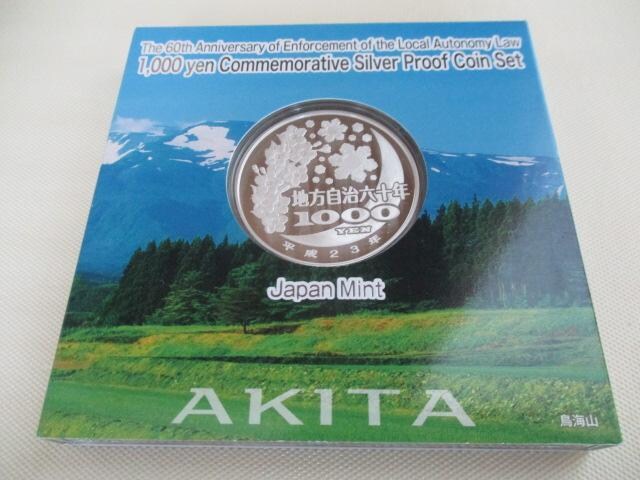 The 60th Anniversary of Enforcement of the Local Autonomy Law
1,000 yen Commemorative Silver Proof Coin Set
地方自治六十年
1000
YEN
平成23年
Japan Mint
AKITA
鳥海山